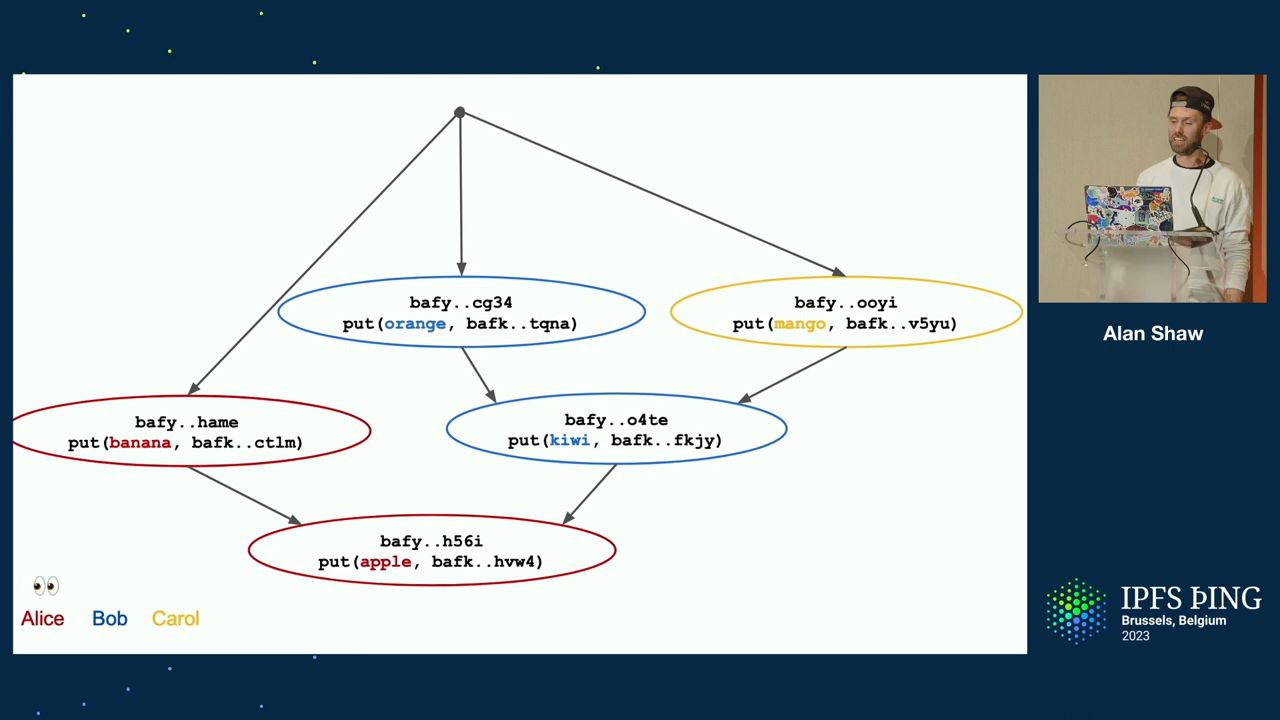 bafy..cg34
put(orange, bafk..tqna)
bafy..ooyi
put(mango, bafk..v5yu)
bafy..hame
put(banana, bafk..ctlm)
bafy..o4te
put(kiwi, bafk..fkjy)
bafy..h56i
put(apple, bafk..hvw4)
Alice Bob Carol
Alan Shaw
IPFS ÞING
Brussels, Belgium
2023